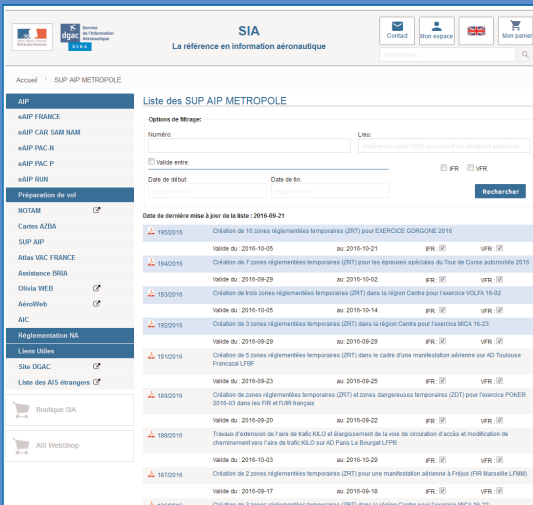 Service
de l'Information
Aéronautique
dgac
SINA
SIA
La référence en information aéronautique
Contact
Mon espace
Mon panier
Rechercher...
Accueil
SUP AIP METROPOLE
AIP
eAIP FRANCE
eAIP CAR SAM NAM
eAIP PAC-N
eAIP PAC P
eAIP RUN
Préparation de vol
NOTAM
Cartes AZBA
SUP AIP
Atlas VAC FRANCE
Assistance BRIA
Olivia WEB
AéroWeb
AIC
Réglementation NA
Liens Utiles
Site DGAC
Liste des AIS étrangers
Boutique SIA
AIS WebShop
Liste des SUP AIP METROPOLE
Options de filtrage:
Numéro:
Lieu:
Insérer un code OACI ou nom d'un aéroport sans tiret
Valide entre:
IFR
VFR
Date de début:
Date de fin:
Rechercher
Date de dernière mise à jour de la liste : 2016-09-21
195/2016 Création de 10 zones réglementées temporaires (ZRT) pour EXERCICE GORGONE 2016
Valide du : 2016-10-05 au: 2016-10-21 IFR : VFR :
194/2016 Création de 7 zones réglementées temporaires (ZRT) pour les épreuves spéciales du Tour de Corse automobile 2016
Valide du : 2016-09-29 au: 2016-10-02 IFR : VFR :
193/2016 Création de trois zones réglementées temporaires (ZRT) dans la région Centre pour l'exercice VOLFA 16-02
Valide du : 2016-10-05 au: 2016-10-14 IFR : VFR :
192/2016 Création de 3 zones réglementées temporaires (ZRT) dans la région Centre pour l'exercice MICA 16-23
Valide du : 2016-09-29 au: 2016-09-29 IFR : VFR :
191/2016 Création de 5 zones réglementées temporaires (ZRT) dans le cadre d'une manifestation aérienne sur AD Toulouse
Francazal LFBF
Valide du : 2016-09-23 au: 2016-09-25 IFR : VFR :
189/2016 Création de zones réglementées temporaires (ZRT) et zones dangereuses temporaires (ZDT) pour l'exercice POKER
2016-03 dans les FIR et l'UIR français
Valide du : 2016-09-20 au: 2016-09-22 IFR : VFR :
188/2016 Travaux d'extension de l'aire de trafic KILO et élargissement de la voie de circulation d'accès et modification de
cheminement vers l'aire de trafic KILO sur AD Paris Le Bourget LFPB
Valide du : 2016-10-03 au: 2016-10-29 IFR : VFR :
187/2016 Création de 2 zones réglementées temporaires (ZRT) pour une manifestation aérienne à Fréjus (FIR Marseille LFMM)
Valide du : 2016-09-17 au: 2016-09-18 IFR : VFR :